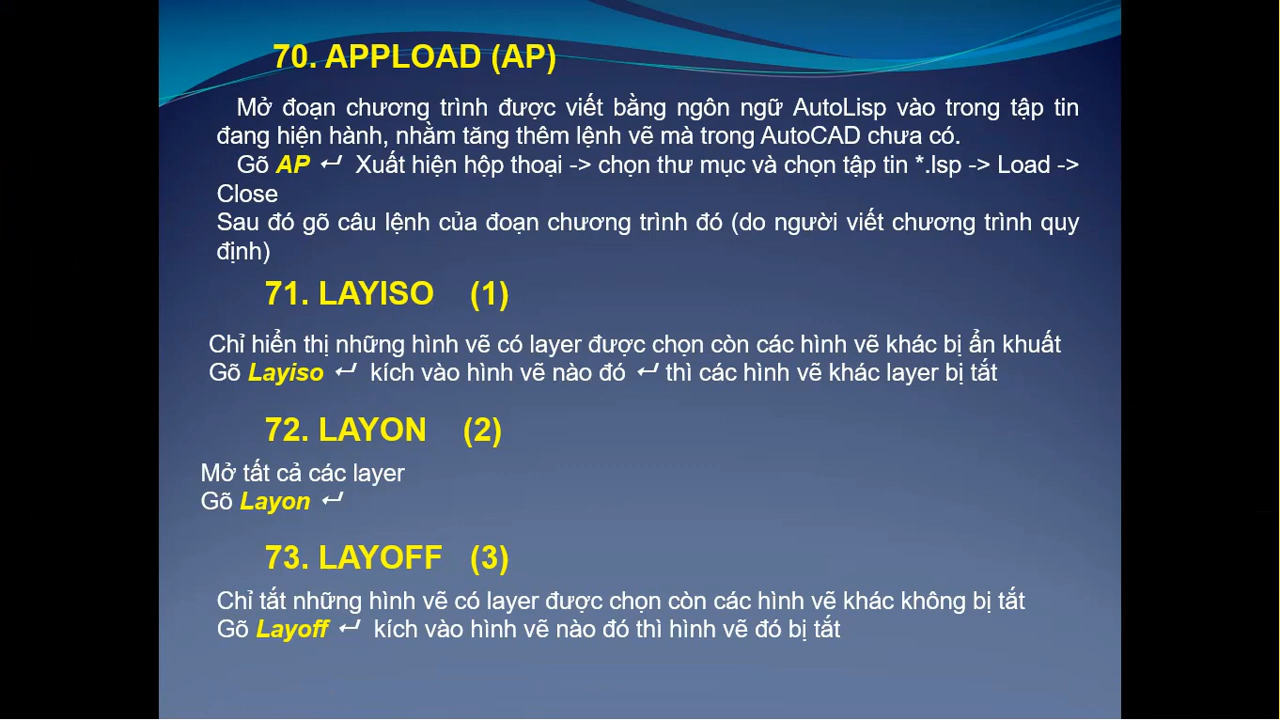 70. APPLOAD (AP)
Mở đoạn chương trình được viết bằng ngôn ngữ AutoLisp vào trong tập tin
đang hiện hành, nhằm tăng thêm lệnh vẽ mà trong AutoCAD chưa có.
Gõ AP ↵ Xuất hiện hộp thoại -> chọn thư mục và chọn tập tin *.lsp -> Load ->
Close
Sau đó gõ câu lệnh của đoạn chương trình đó (do người viết chương trình quy
định)
71. LAYISO (1)
Chỉ hiển thị những hình vẽ có layer được chọn còn các hình vẽ khác bị ẩn khuất
Gõ Layiso ↵ kích vào hình vẽ nào đó ↵ thì các hình vẽ khác layer bị tắt
72. LAYON (2)
Mở tất cả các layer
Gõ Layon ↵
73. LAYOFF (3)
Chỉ tắt những hình vẽ có layer được chọn còn các hình vẽ khác không bị tắt
Gõ Layoff ↵ kích vào hình vẽ nào đó thì hình vẽ đó bị tắt